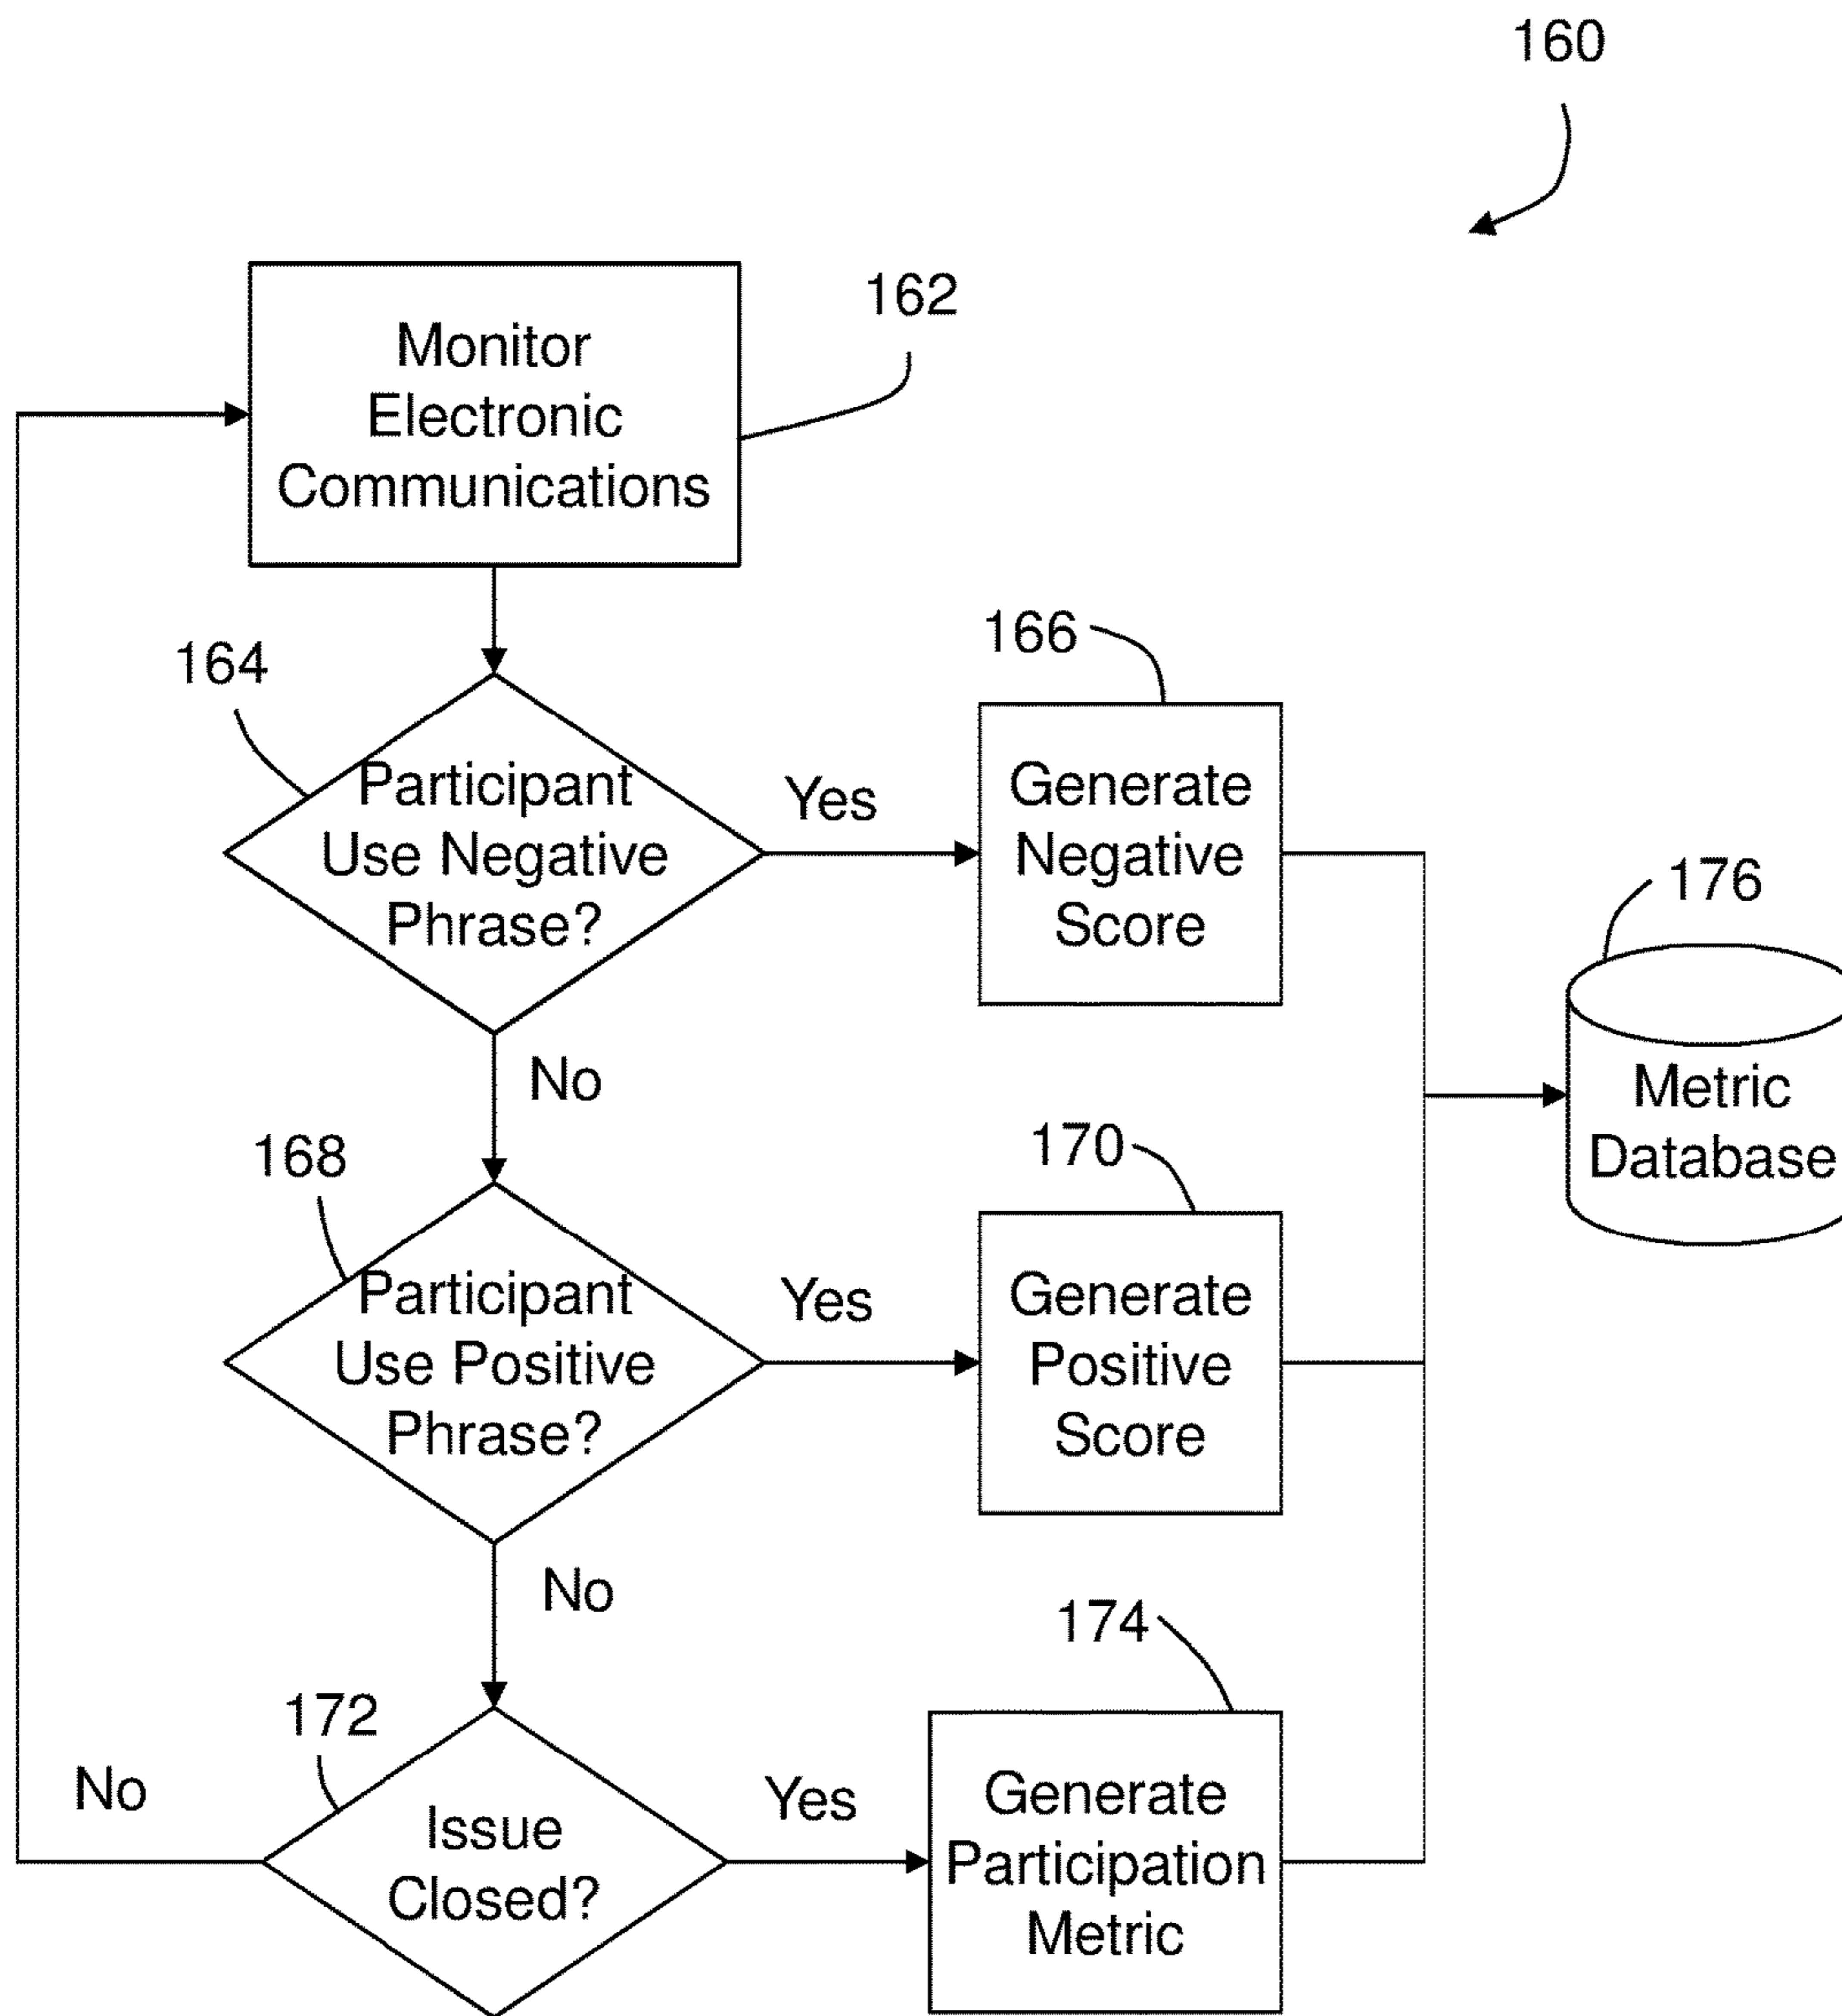 160
Monitor
Electronic
Communications
162
164
Participant
Use Negative
Phrase?
Yes
166
Generate
Negative
Score
176
Metric
Database
No
168
Participant
Use Positive
Phrase?
Yes
170
Generate
Positive
Score
No
172
Issue
Closed?
No
Yes
174
Generate
Participation
Metric